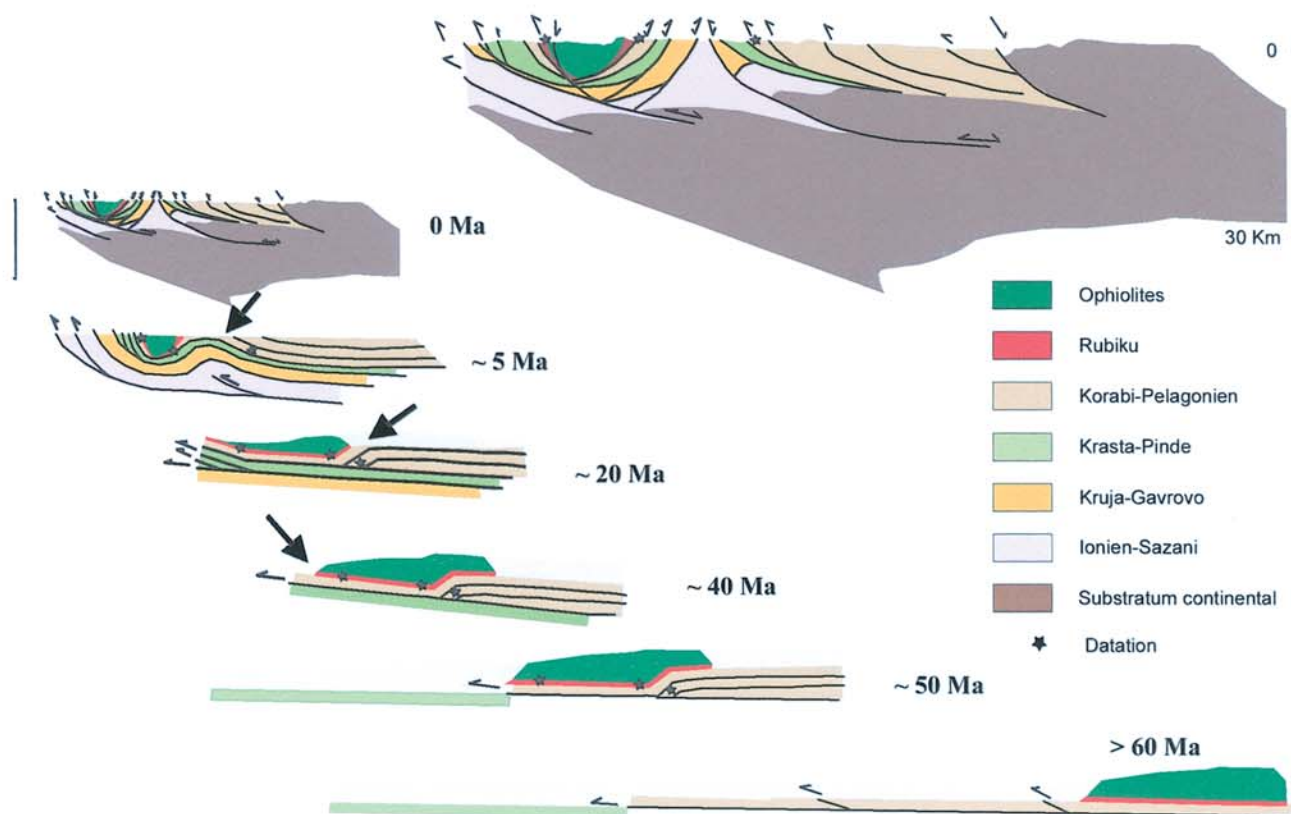 0
30 Km
0 Ma
~ 5 Ma
~ 20 Ma
~ 40 Ma
~ 50 Ma
> 60 Ma
Ophiolites
Rubiku
Korabi-Pelagonien
Krasta-Pinde
Kruja-Gavrovo
Ionien-Sazani
Substratum continental
Datation